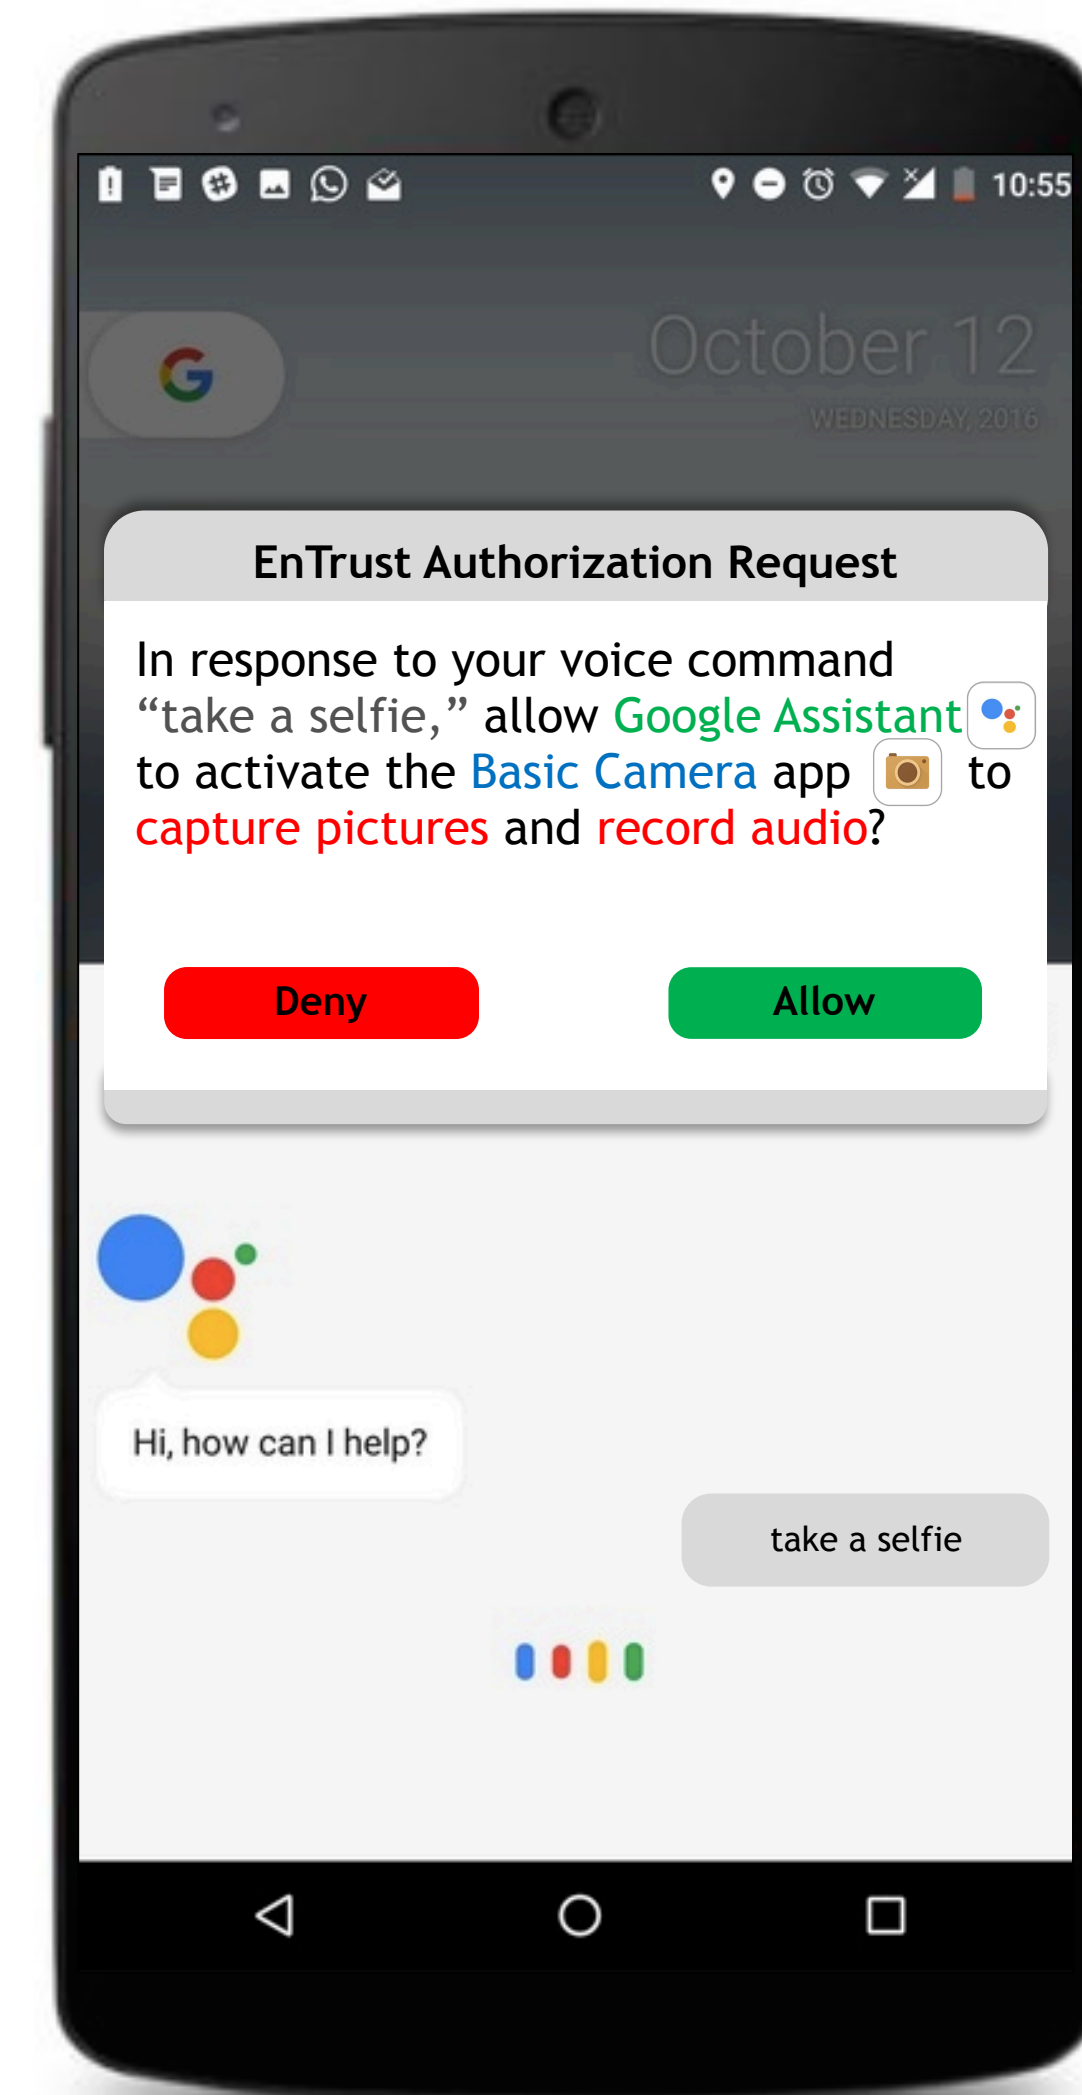 10:55
G
October 12
WEDNESDAY, 2016
EnTrust Authorization Request
In response to your voice command
“take a selfie,” allow Google Assistant
to activate the Basic Camera app to
capture pictures and record audio?
Deny Allow
Hi, how can I help?
take a selfie